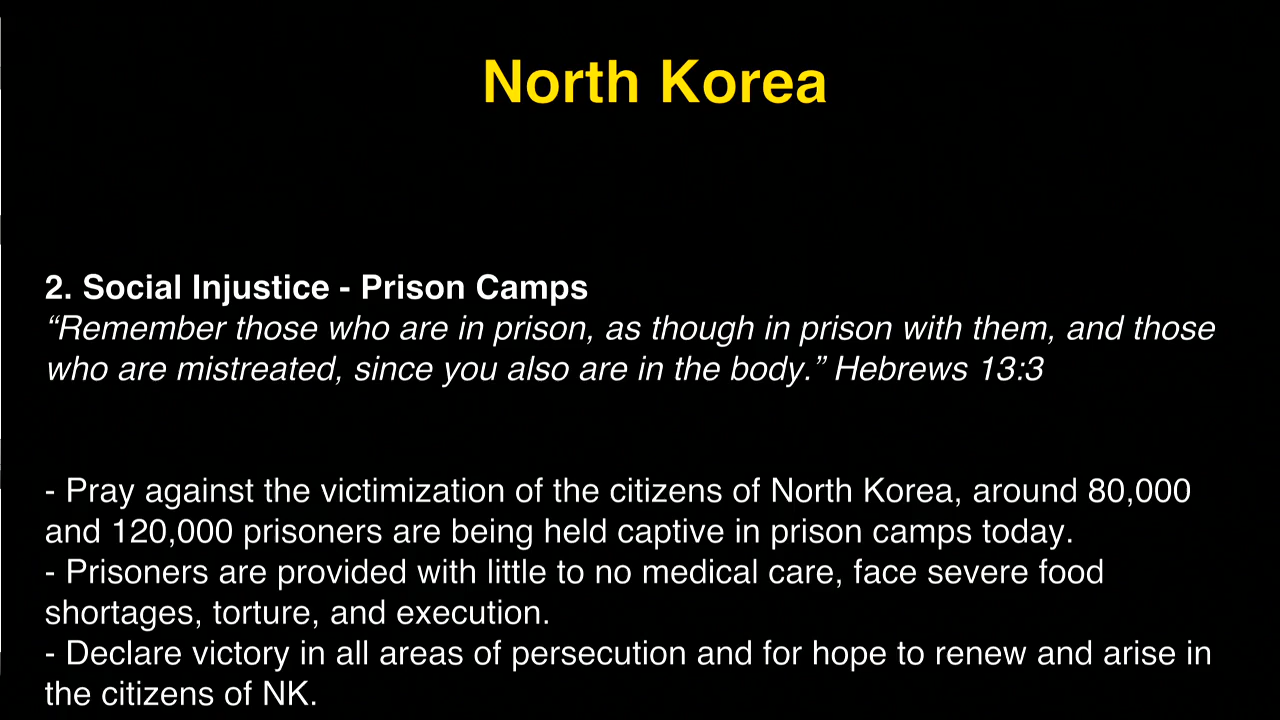 North Korea
2. Social Injustice - Prison Camps
“Remember those who are in prison, as though in prison with them, and those
who are mistreated, since you also are in the body.” Hebrews 13:3
- Pray against the victimization of the citizens of North Korea, around 80,000
and 120,000 prisoners are being held captive in prison camps today.
- Prisoners are provided with little to no medical care, face severe food
shortages, torture, and execution.
- Declare victory in all areas of persecution and for hope to renew and arise in
the citizens of NK.